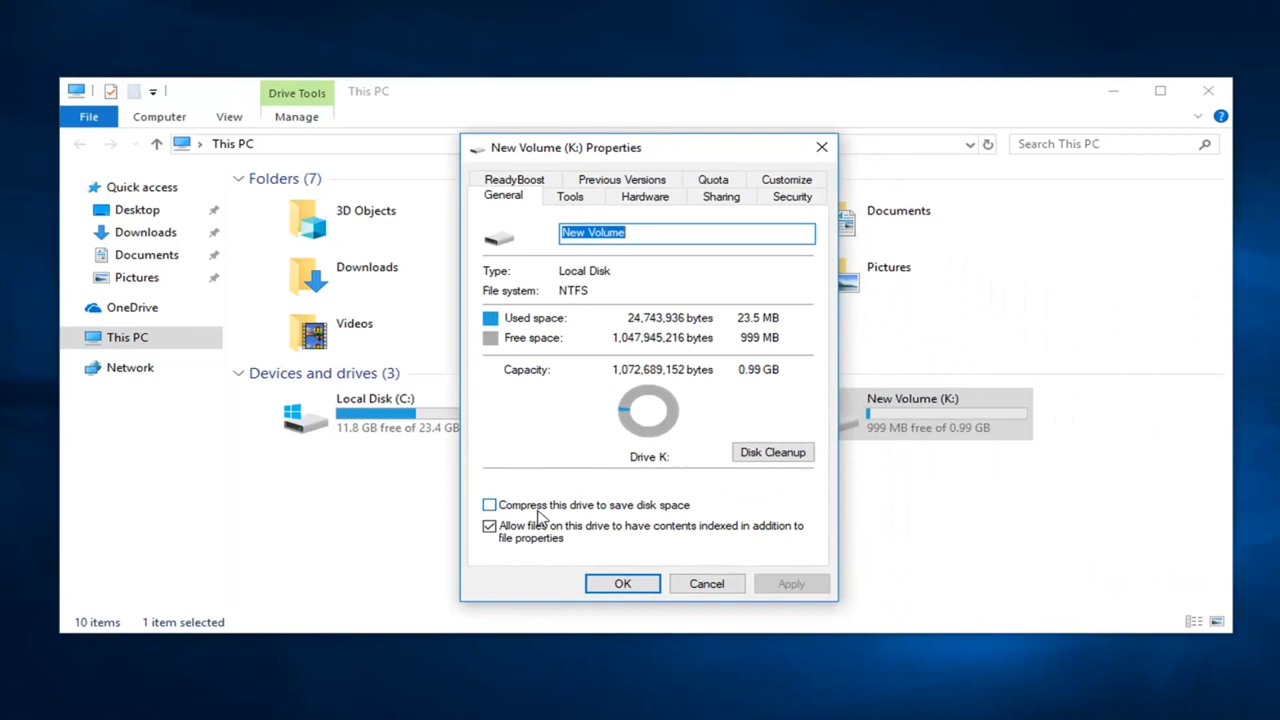 Drive Tools
This PC
File
Computer
View
Manage
This PC
Search This PC
Quick access
Desktop
Downloads
Documents
Pictures
OneDrive
This PC
Network
Folders (7)
3D Objects
Downloads
Videos
Documents
Pictures
Devices and drives (3)
Local Disk (C:)
11.8 GB free of 23.4 GB
New Volume (K:)
999 MB free of 0.99 GB
10 items
1 item selected
New Volume (K:) Properties
ReadyBoost
Previous Versions
Quota
Customize
General
Tools
Hardware
Sharing
Security
New Volume
Type: Local Disk
File system: NTFS
Used space: 24,743,936 bytes 23.5 MB
Free space: 1,047,945,216 bytes 999 MB
Capacity: 1,072,689,152 bytes 0.99 GB
Drive K:
Disk Cleanup
Compress this drive to save disk space
Allow files on this drive to have contents indexed in addition to
file properties
OK
Cancel
Apply